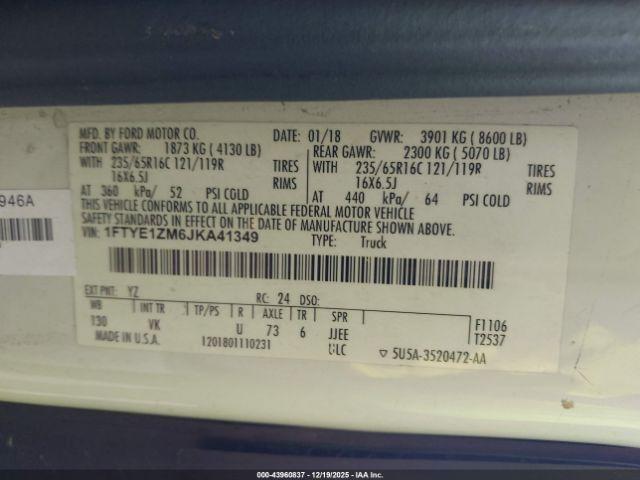 MFD. BY FORD MOTOR CO.
DATE: 01/18 GVWR: 3901 KG ( 8600 LB)
FRONT GAWR: 1873 KG ( 4130 LB)
REAR GAWR: 2300 KG ( 5070 LB)
WITH 235/65R16C 121/119R TIRES
WITH 235/65R16C 121/119R TIRES
16X6.5J RIMS
16X6.5J RIMS
AT 360 kPa/ 52 PSI COLD
AT 440 kPa/ 64 PSI COLD
THIS VEHICLE CONFORMS TO ALL APPLICABLE FEDERAL MOTOR VEHICLE
SAFETY STANDARDS IN EFFECT ON THE DATE OF MANUFACTURE SHOWN ABOVE.
VIN: 1FTYE1ZM6JKA41349
TYPE: Truck
946A
EXT PNT: YZ RC: 24 DSO:
WB INT TR TP/PS R AXLE TR SPR
130 VK U 73 6 JJEE
F1106
T2537
MADE IN U.S.A. 1201801110231
ULC ▽ 5U5A-3520472-AA
000-43960837 - 12/19/2025 - IAA Inc.